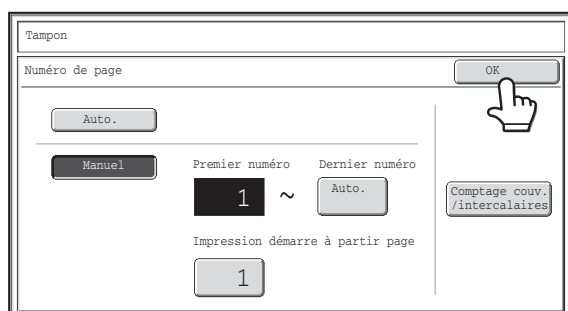 Tampon
Numéro de page
OK
Auto.
Manuel
Premier numéro
Dernier numéro
1
~
Auto.
Comptage couv.
/intercalaires
Impression démarre à partir page
1